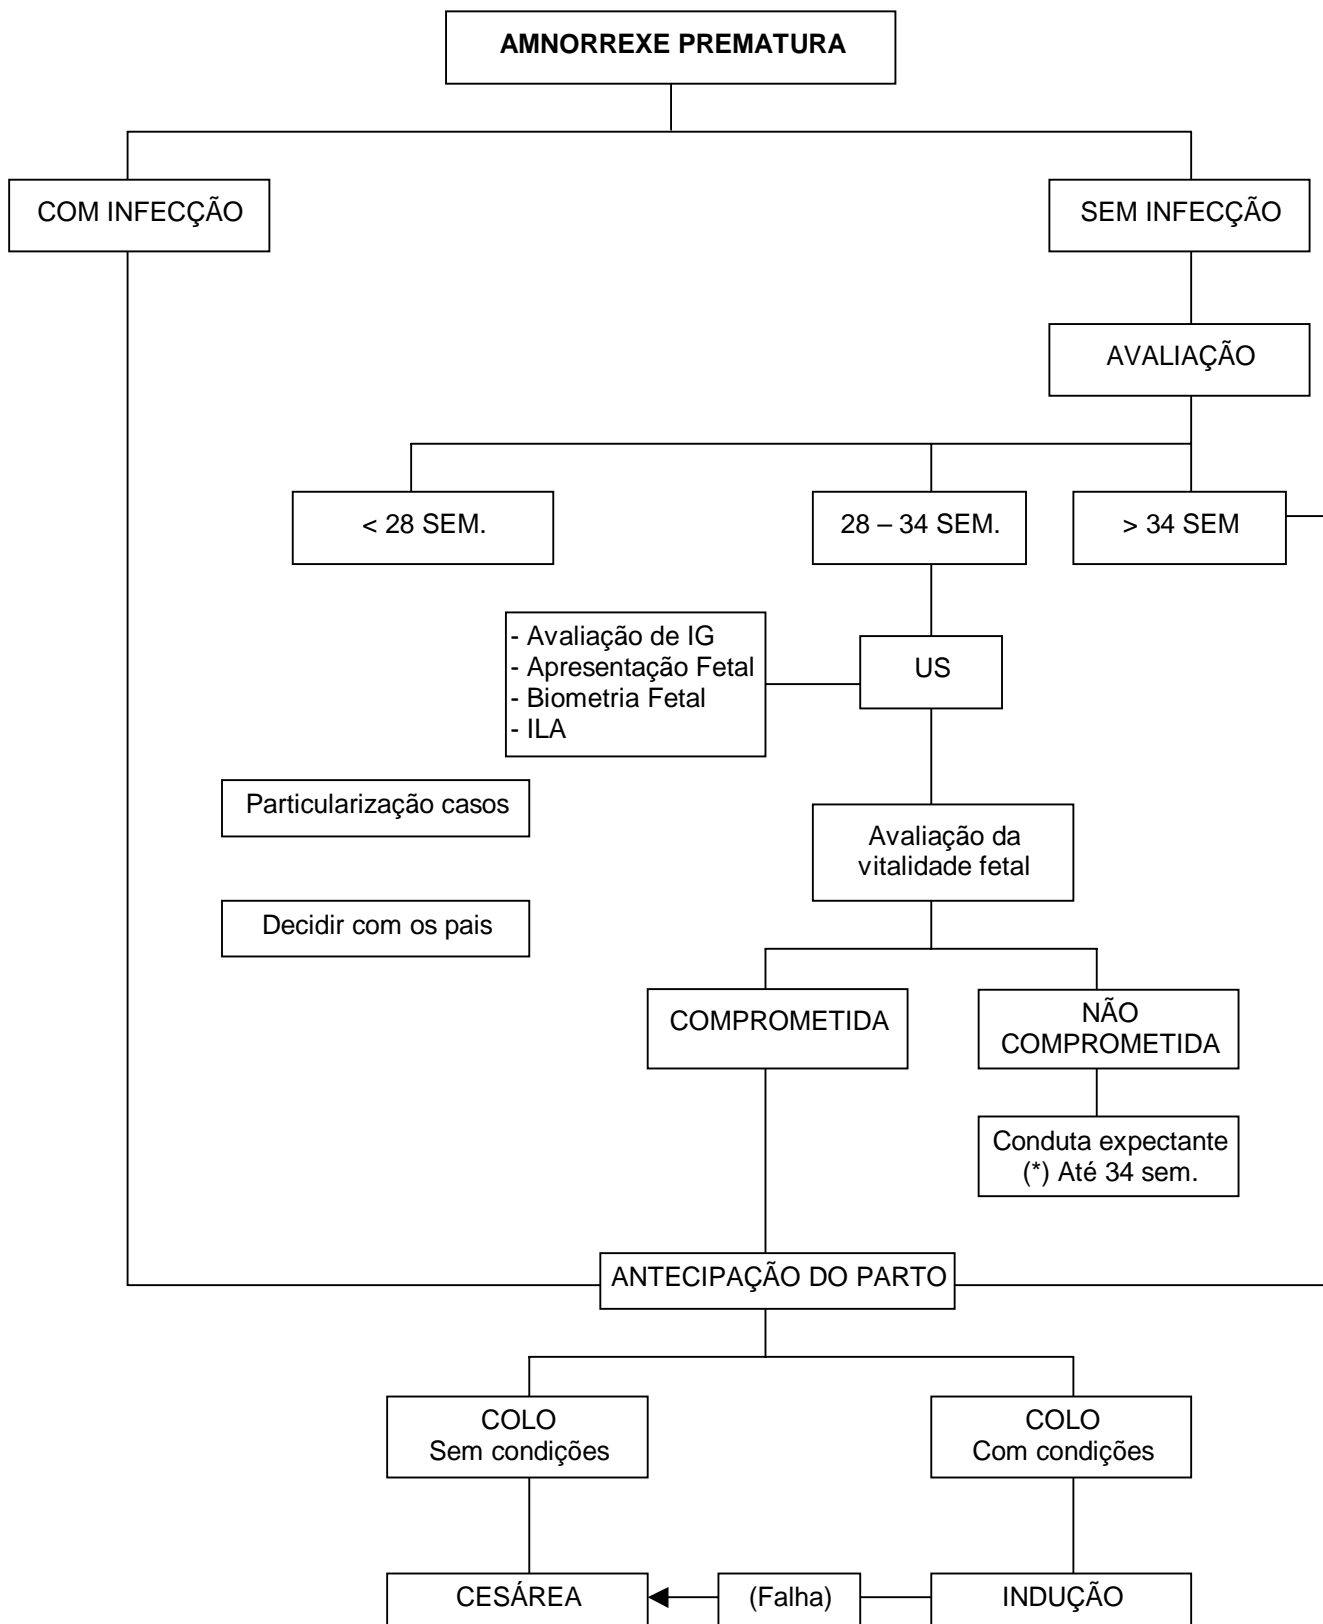 AMNORREXE PREMATURA
COM INFECÇÃO
SEM INFECÇÃO
AVALIAÇÃO
< 28 SEM.
28 – 34 SEM.
> 34 SEM
- Avaliação de IG
- Apresentação Fetal
- Biometria Fetal
- ILA
US
Particularização casos
Avaliação da
vitalidade fetal
Decidir com os pais
COMPROMETIDA
NÃO
COMPROMETIDA
Conduta expectante
(*) Até 34 sem.
ANTECIPAÇÃO DO PARTO
COLO
Sem condições
COLO
Com condições
CESÁREA
(Falha)
INDUÇÃO